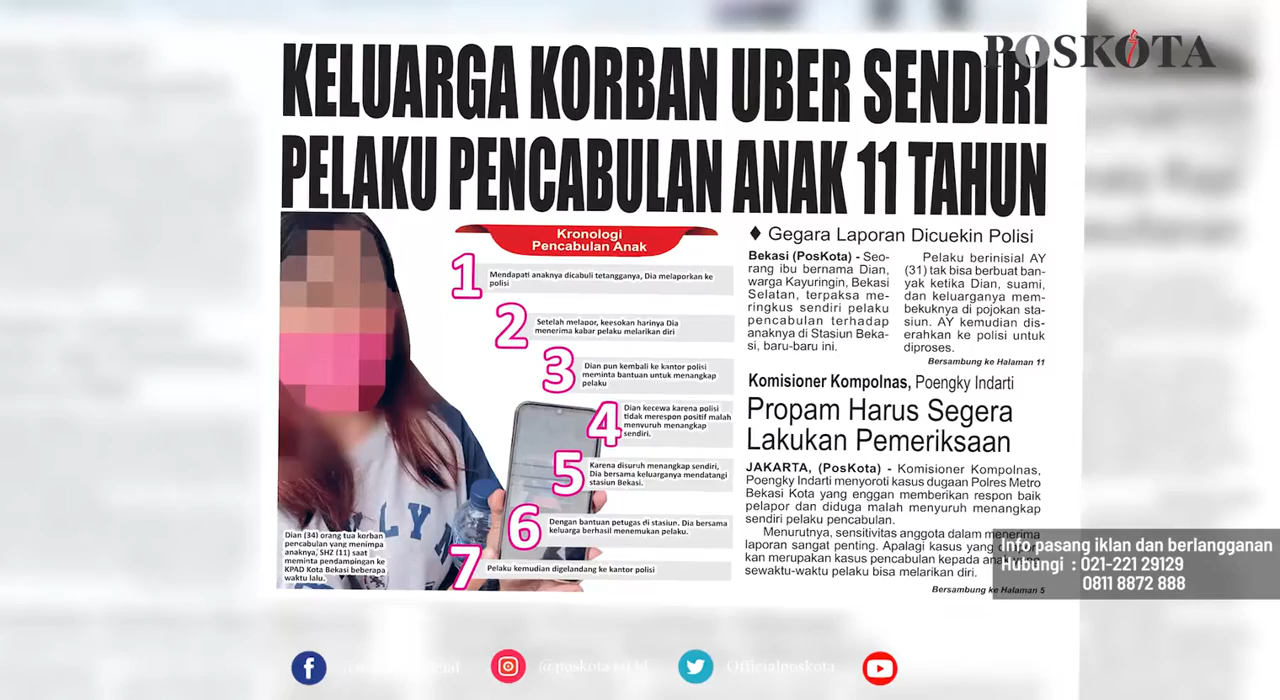 POSKOTA
KELUARGA KORBAN UBER SENDIRI
PELAKU PENCABULAN ANAK 11 TAHUN
Kronologi
Pencabulan Anak
1
Mendapati anaknya dicabuli tetangganya, Dia melaporkan ke
polisi
2
Setelah melapor, keesokan harinya Dia
menerima kabar pelaku melarikan diri
3
Dian pun kembali ke kantor polisi
meminta bantuan untuk menangkap
pelaku
4
Dian kecewa karena polisi
tidak merespon positif malah
menyuruh menangkap
sendiri.
5
Karena disuruh menangkap sendiri,
Dia bersama keluarganya mendatangi
stasiun Bekasi.
6
Dengan bantuan petugas di stasiun. Dia bersama
keluarga berhasil menemukan pelaku.
7
Pelaku kemudian digelandang ke kantor polisi
Dian (34) orang tua korban
pencabulan yang menimpa
anaknya, SHZ (11) saat
meminta pendampingan ke
KPAD Kota Bekasi beberapa
waktu lalu.
♦ Gegara Laporan Dicuekin Polisi
Bekasi (PosKota) - Seo-
rang ibu bernama Dian,
warga Kayuringin, Bekasi
Selatan, terpaksa me-
ringkus sendiri pelaku
pencabulan terhadap
anaknya di Stasiun Beka-
si, baru-baru ini.
Pelaku berinisial AY
(31) tak bisa berbuat ban-
yak ketika Dian, suami,
dan keluarganya mem-
bekuknya di pojokan sta-
siun. AY kemudian dis-
erahkan ke polisi untuk
diproses.
Bersambung ke Halaman 11
Komisioner Kompolnas, Poengky Indarti
Propam Harus Segera
Lakukan Pemeriksaan
JAKARTA, (PosKota) - Komisioner Kompolnas,
Poengky Indarti menyoroti kasus dugaan Polres Metro
Bekasi Kota yang enggan memberikan respon baik
pelapor dan diduga malah menyuruh menangkap
sendiri pelaku pencabulan.
Menurutnya, sensitivitas anggota dalam menerima
laporan sangat penting. Apalagi kasus yang
kan merupakan kasus pencabulan kepada anak
sewaktu-waktu pelaku bisa melarikan diri.
Bersambung ke Halaman 5
Info pasang iklan dan berlangganan
Hubungi : 021-221 29129
0811 8872 888
@poskota.co.id
Officialposkota